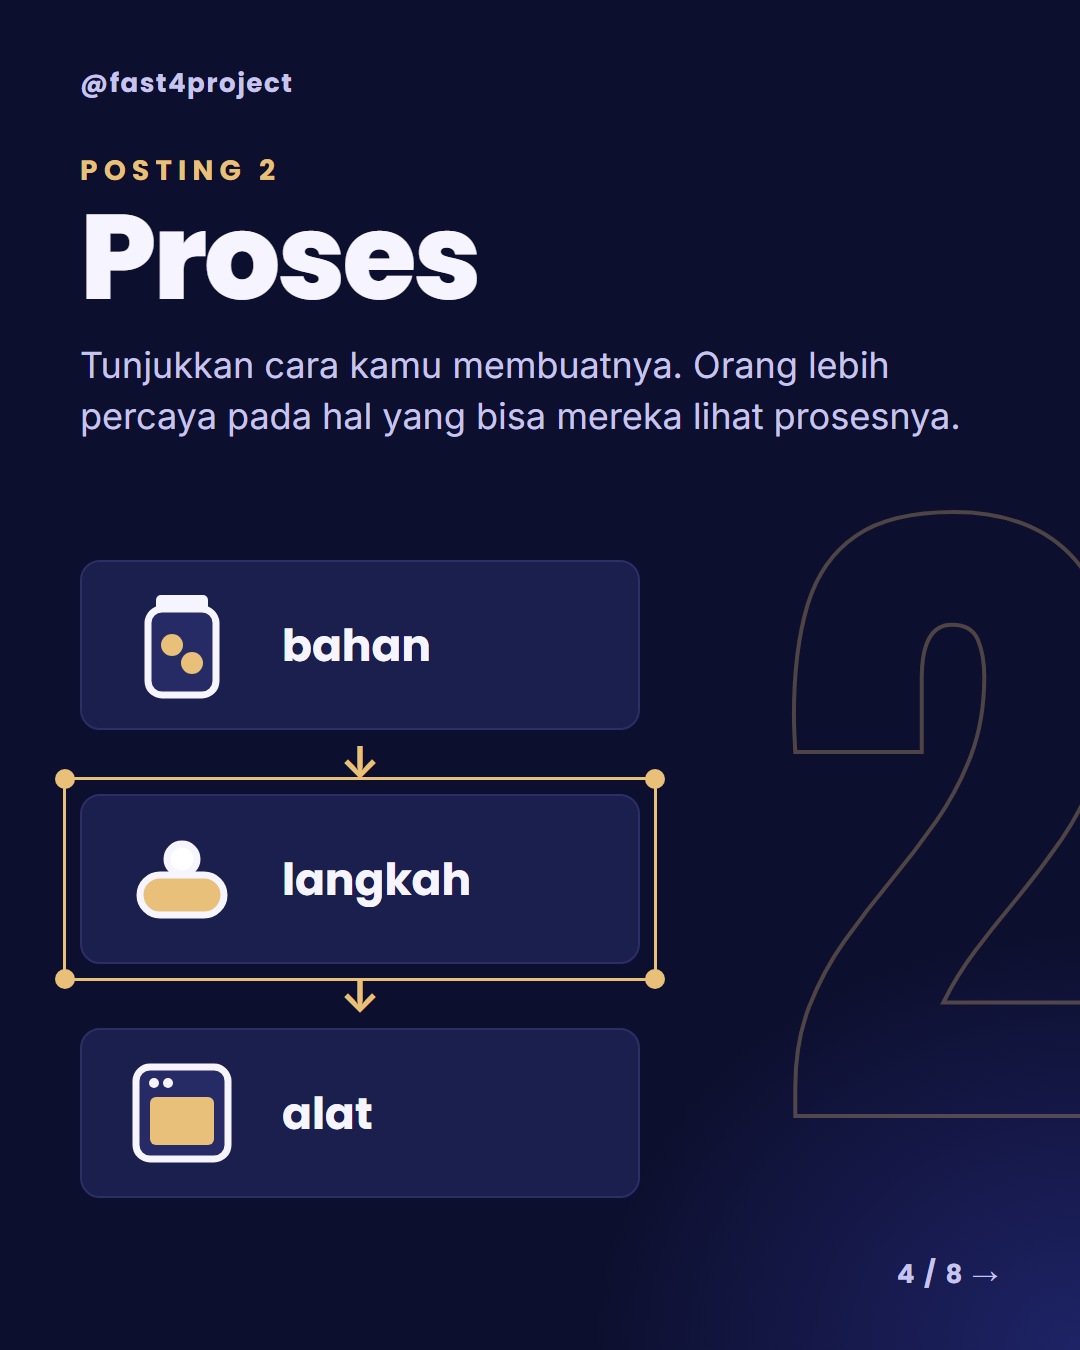 @fast4project
POSTING 2
Proses
Tunjukkan cara kamu membuatnya. Orang lebih
percaya pada hal yang bisa mereka lihat prosesnya.
2
bahan
langkah
alat
4 / 8 →